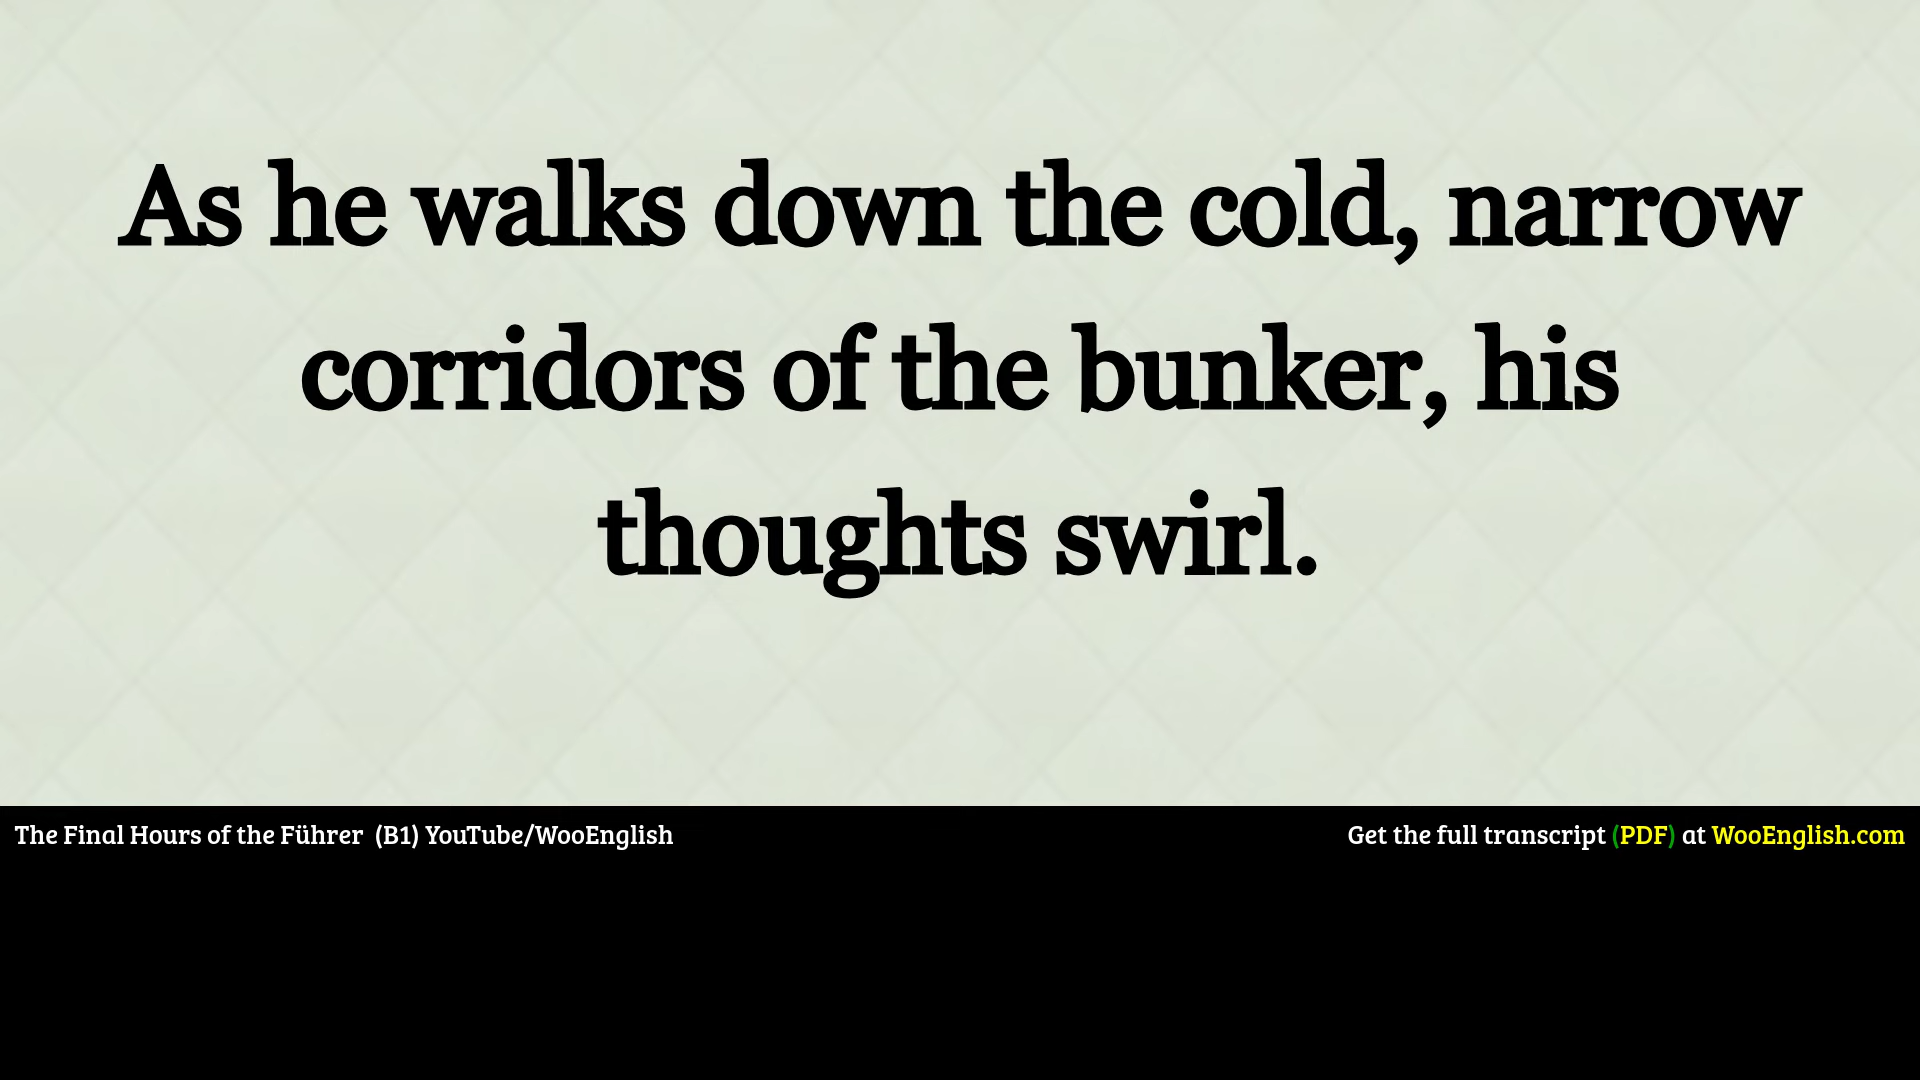 As he walks down the cold, narrow
corridors of the bunker, his
thoughts swirl.
The Final Hours of the Führer (B1) YouTube/WooEnglish
Get the full transcript (PDF) at WooEnglish.com